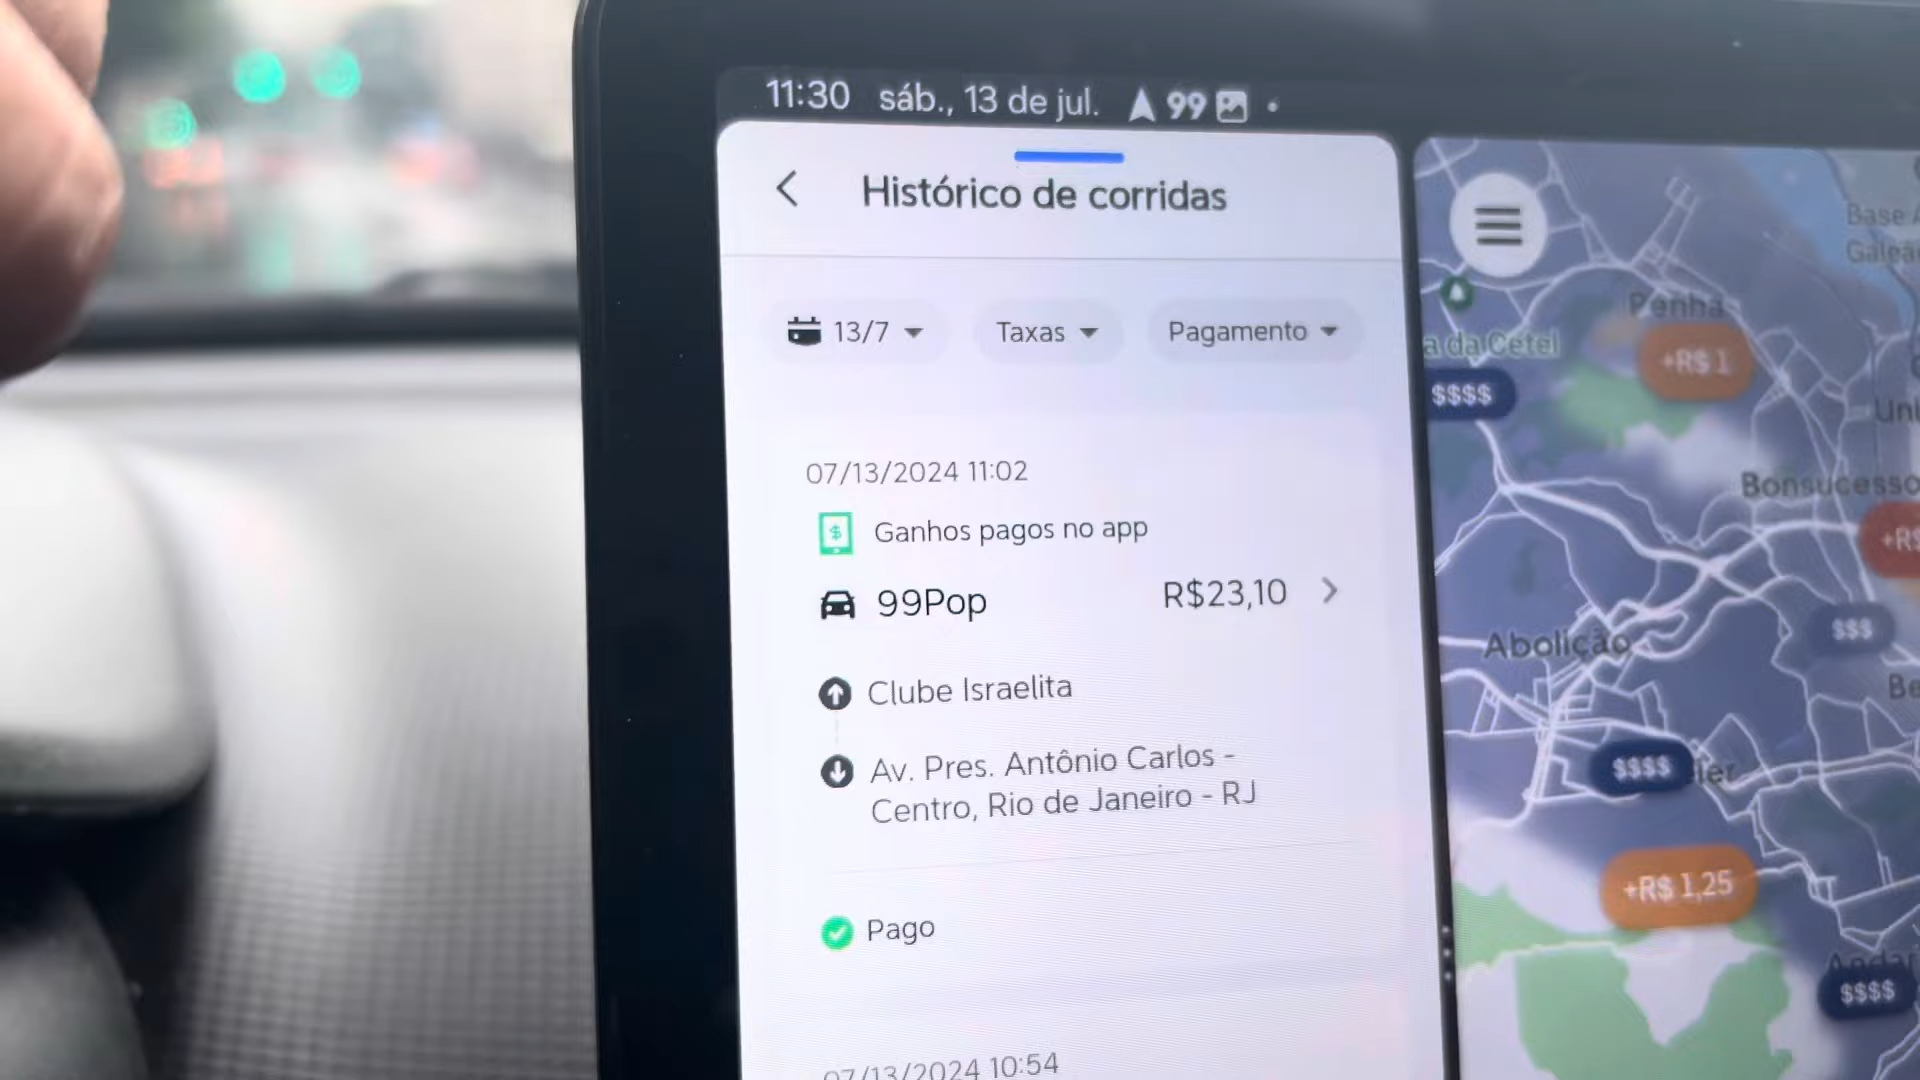 11:30 sáb., 13 de jul. 99
Histórico de corridas
13/7
Taxas
Pagamento
07/13/2024 11:02
$
Ganhos pagos no app
99Pop
R$23,10
Clube Israelita
Av. Pres. Antônio Carlos -
Centro, Rio de Janeiro - RJ
Pago
07/13/2024 10:54
Base
Penha
+R$ 1
$$$$
Bonsucesso
+R$
$$$
Abolição
$$$$
+R$ 1,25
$$$$